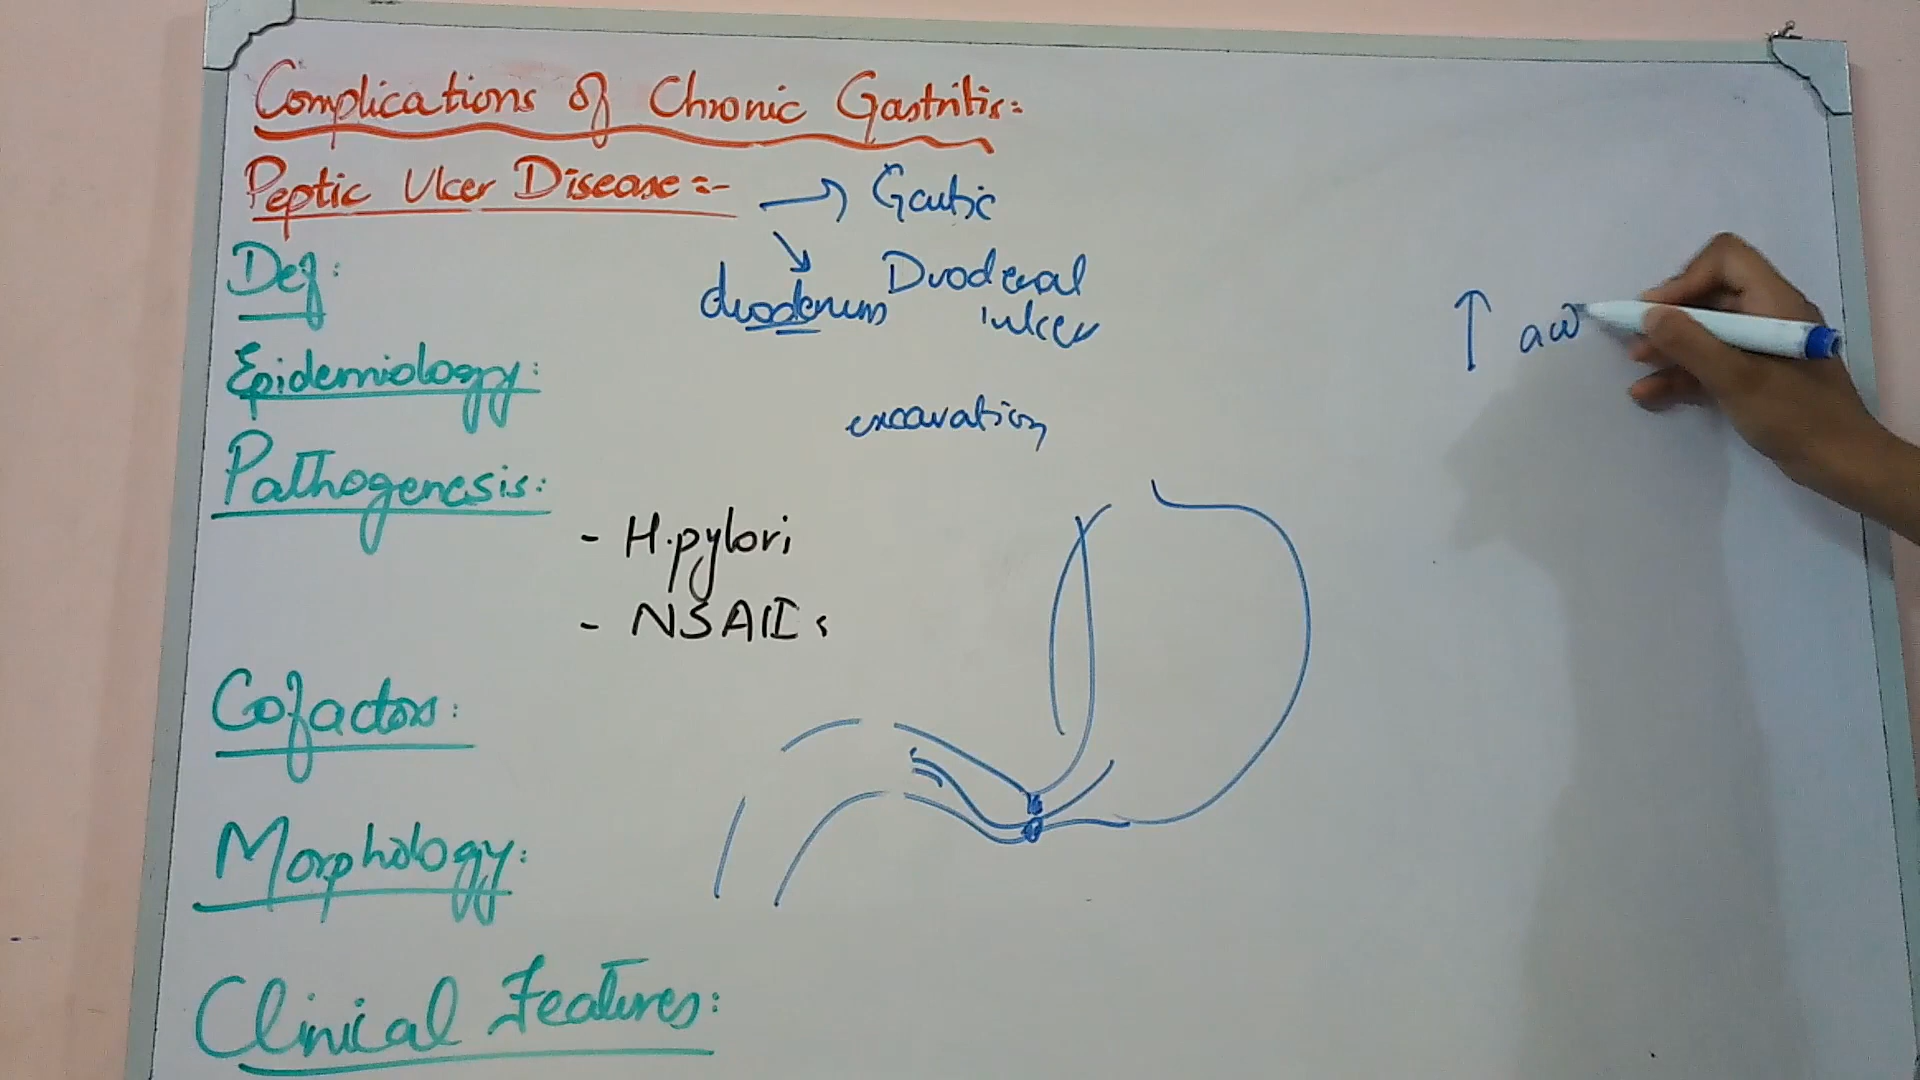 Complications of Chronic Gastritis:
Peptic Ulcer Disease:- → Gastric
Def:
duodenum Duodenal
ulcer
Epidemiology:
excavation
Pathogenesis:
- H.pylori
- NSAIDs
Cofactors:
Morphology:
Clinical Features:
↑